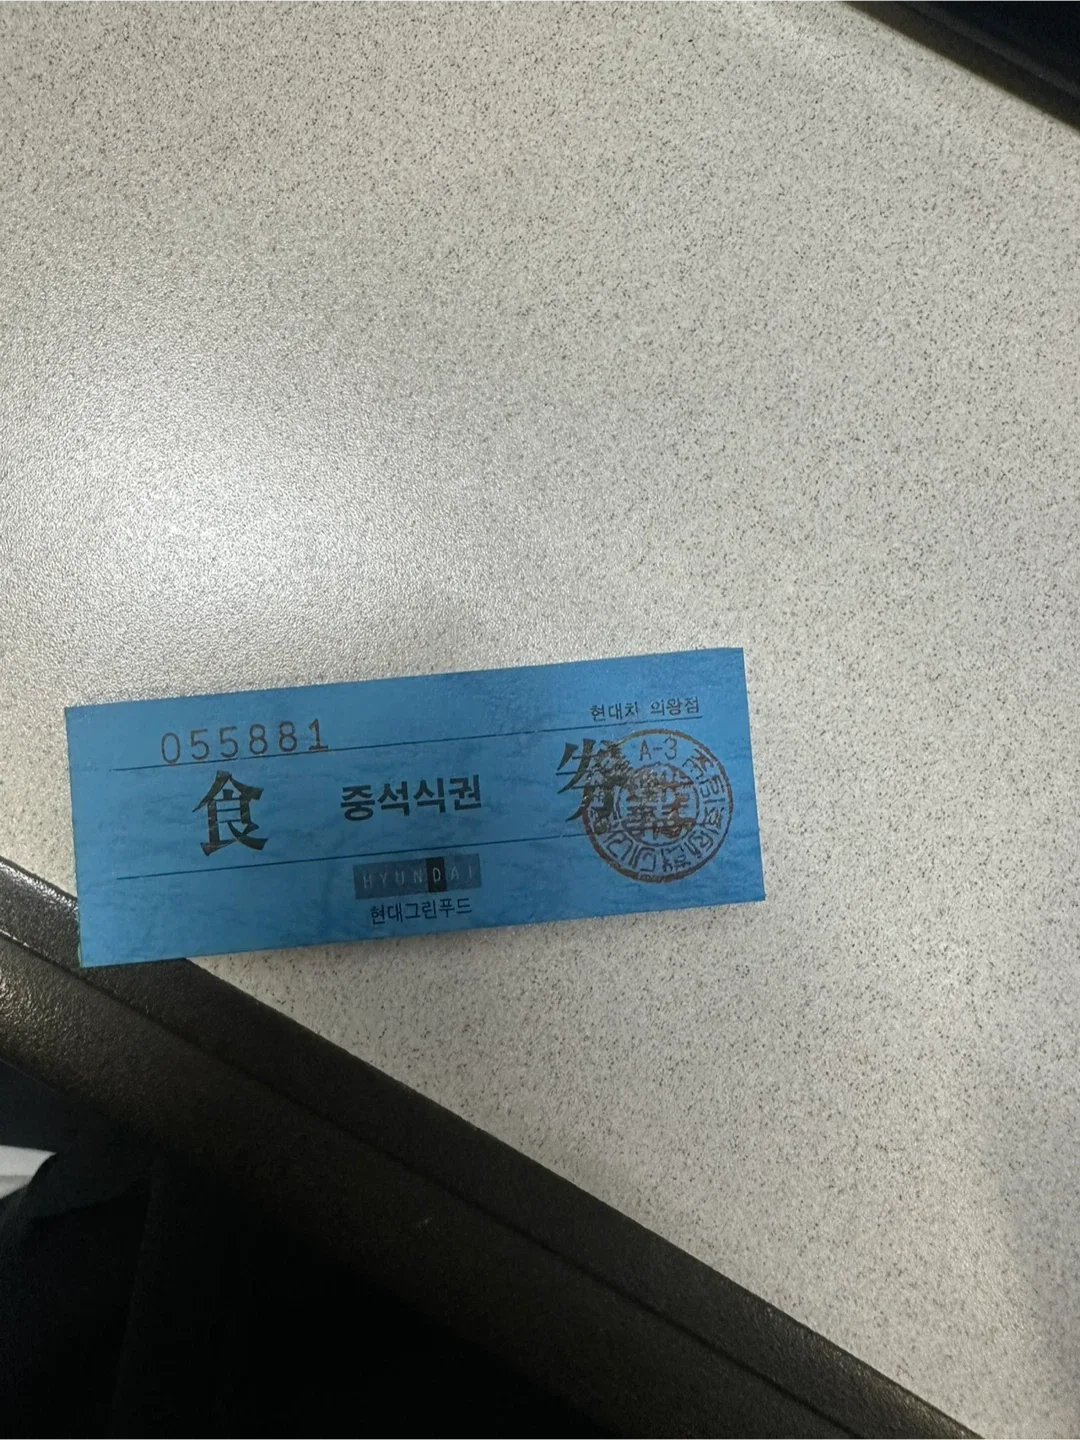 055881
현대차 의왕점
食 중석식권 券
A-3
HYUNDAI
현대그린푸드